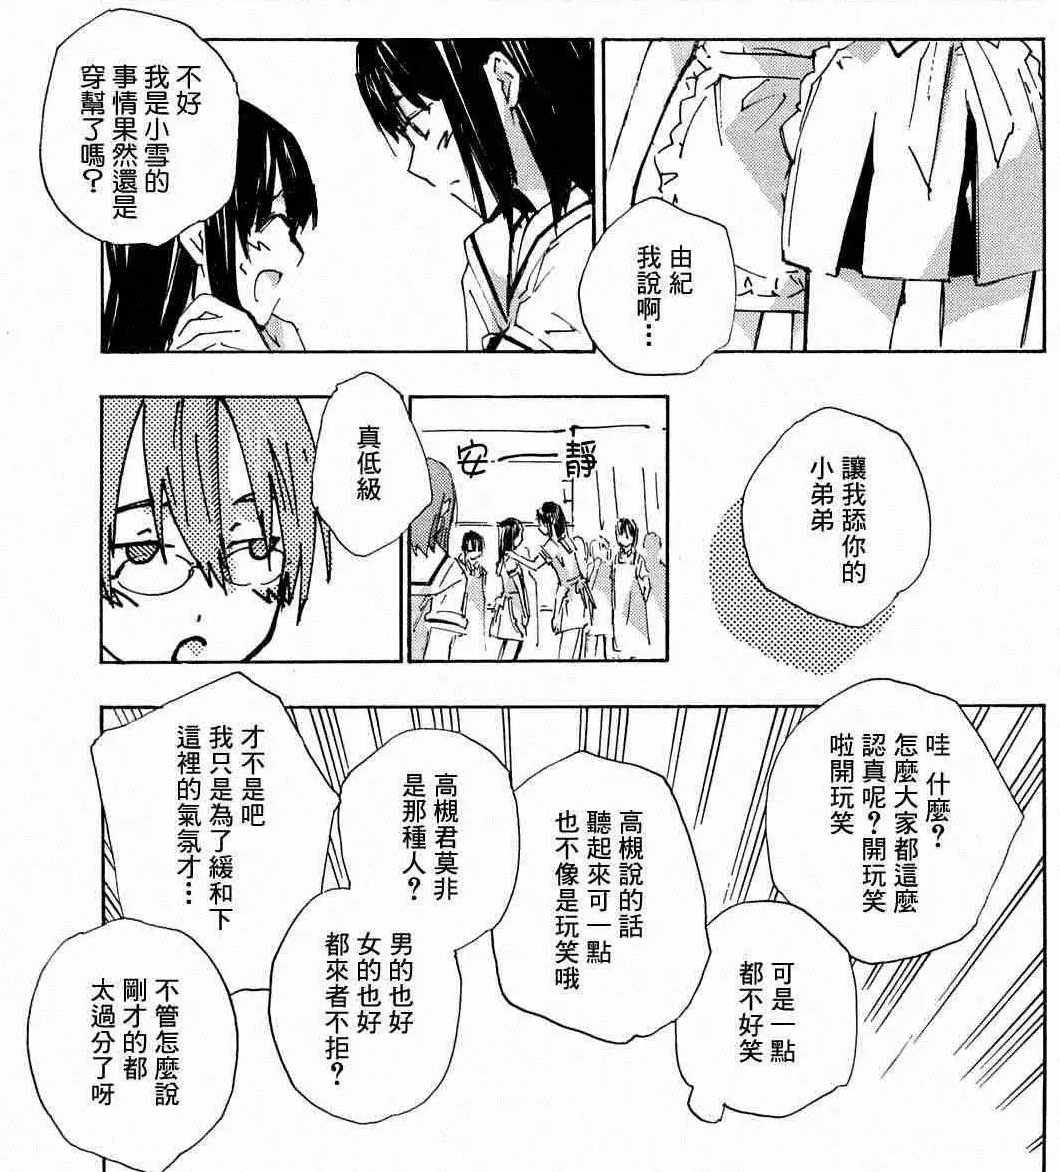 由紀
我說啊…
不好
我是小雪的
事情果然還是
穿幫了嗎?
讓我舔你的
小弟弟
安——靜
真低級
哇 什麼?
怎麼大家都這麼
認真呢?開玩笑
啦開玩笑
可是一點
都不好笑
高槻說的話
聽起來可一點
也不像是玩笑哦
高槻君莫非
是那種人?
男的也好
女的也好
都來者不拒?
才不是吧
我只是為了緩和下
這裡的氣氛才…
不管怎麼說
剛才的都
太過分了呀